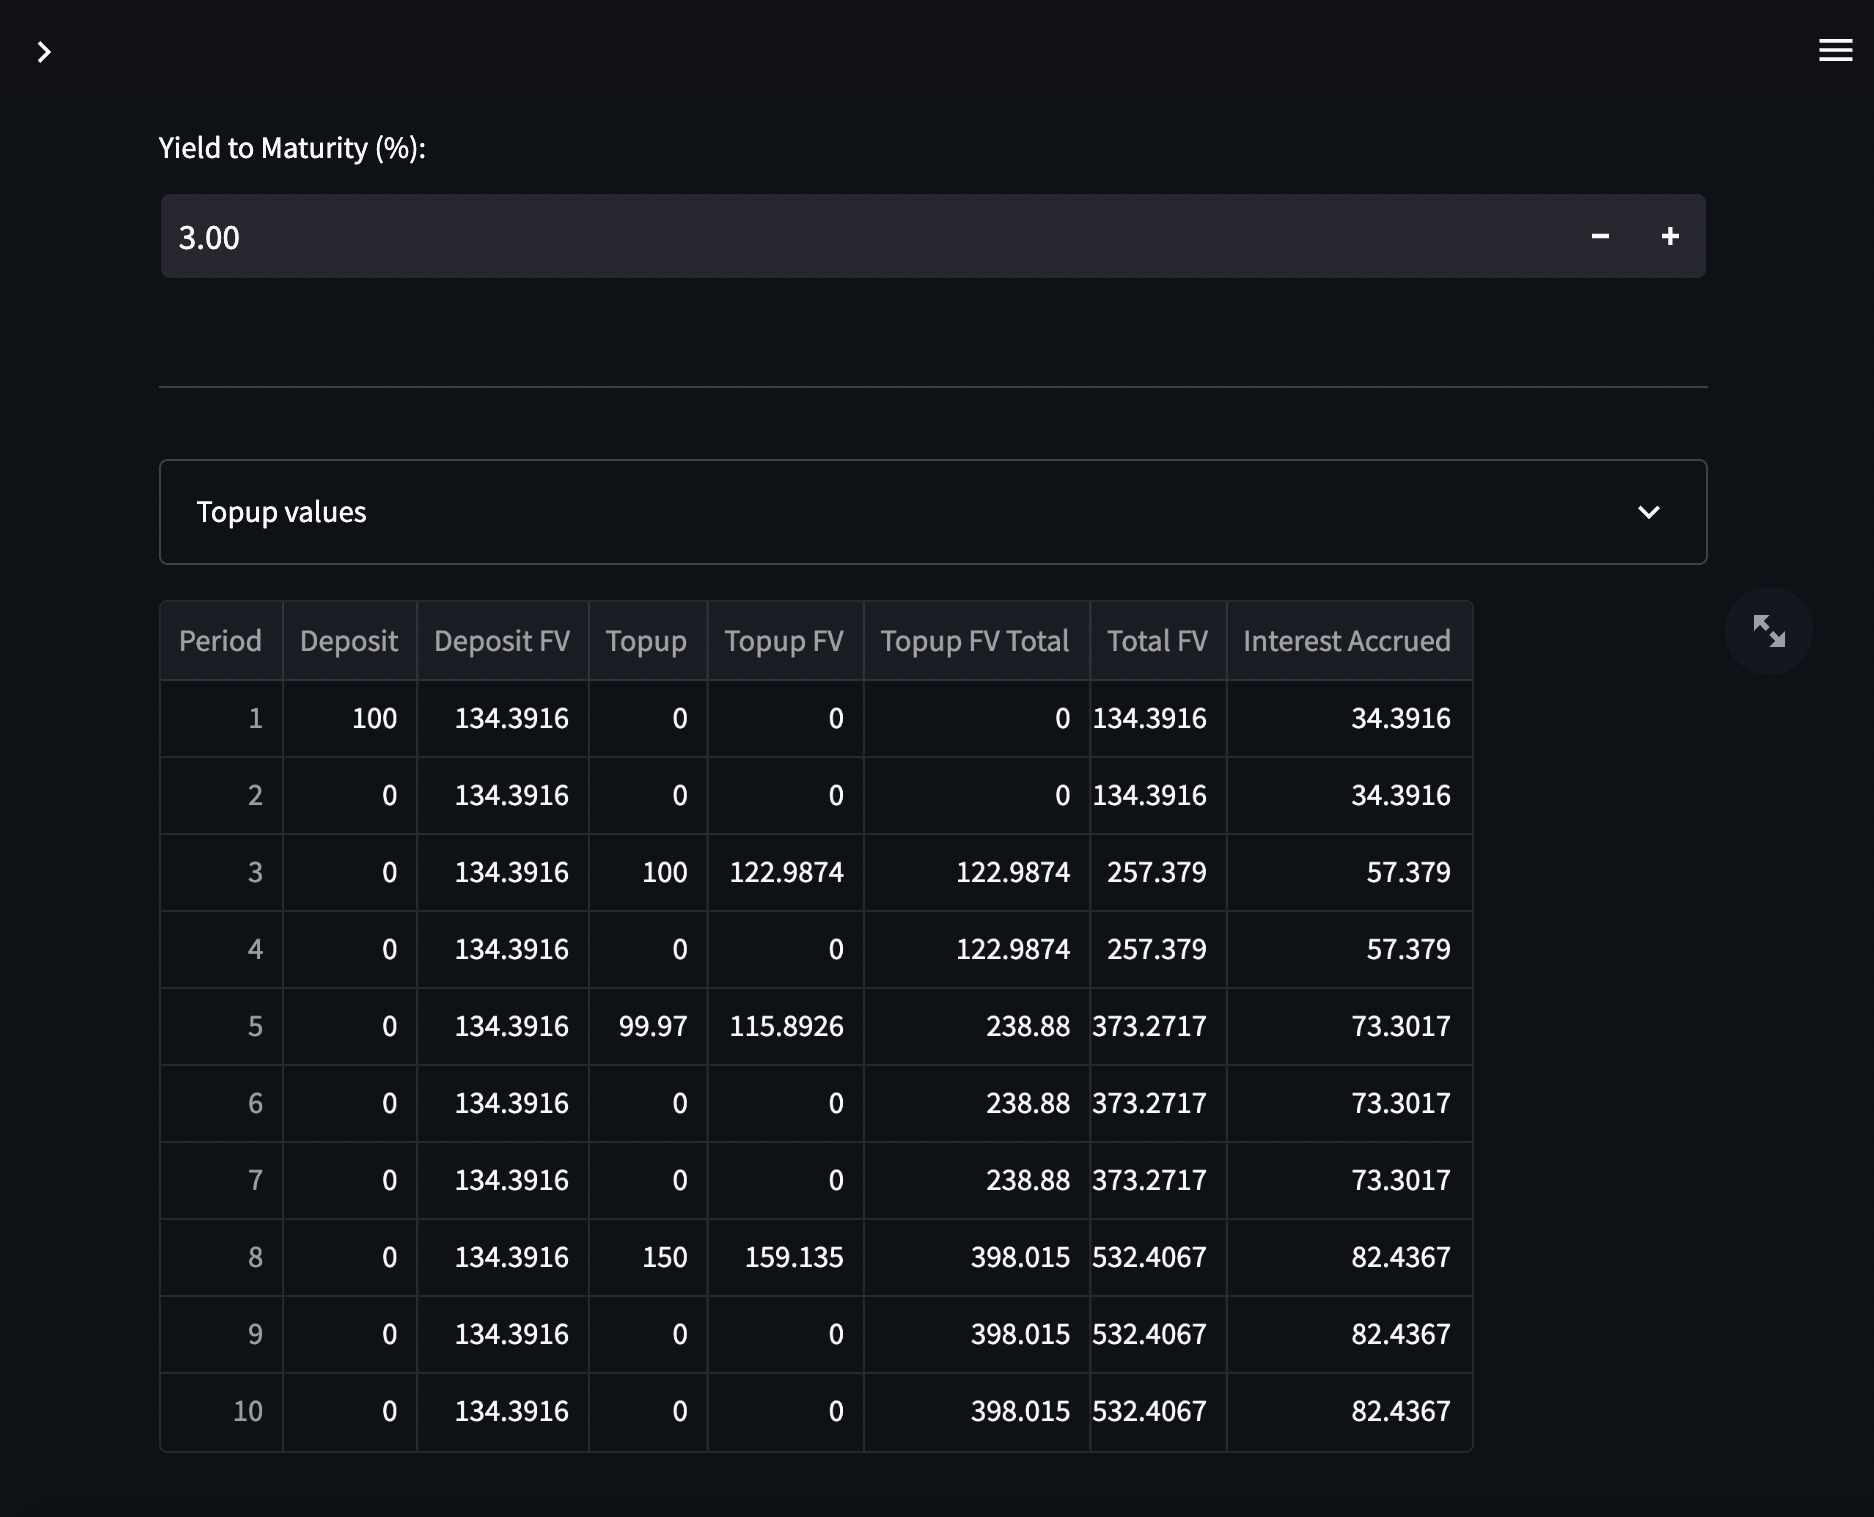 Yield to Maturity (%):
3.00
Topup values
Period Deposit Deposit FV Topup Topup FV Topup FV Total Total FV Interest Accrued
1 100 134.3916 0 0 0 134.3916 34.3916
2 0 134.3916 0 0 0 134.3916 34.3916
3 0 134.3916 100 122.9874 122.9874 257.379 57.379
4 0 134.3916 0 0 122.9874 257.379 57.379
5 0 134.3916 99.97 115.8926 238.88 373.2717 73.3017
6 0 134.3916 0 0 238.88 373.2717 73.3017
7 0 134.3916 0 0 238.88 373.2717 73.3017
8 0 134.3916 150 159.135 398.015 532.4067 82.4367
9 0 134.3916 0 0 398.015 532.4067 82.4367
10 0 134.3916 0 0 398.015 532.4067 82.4367